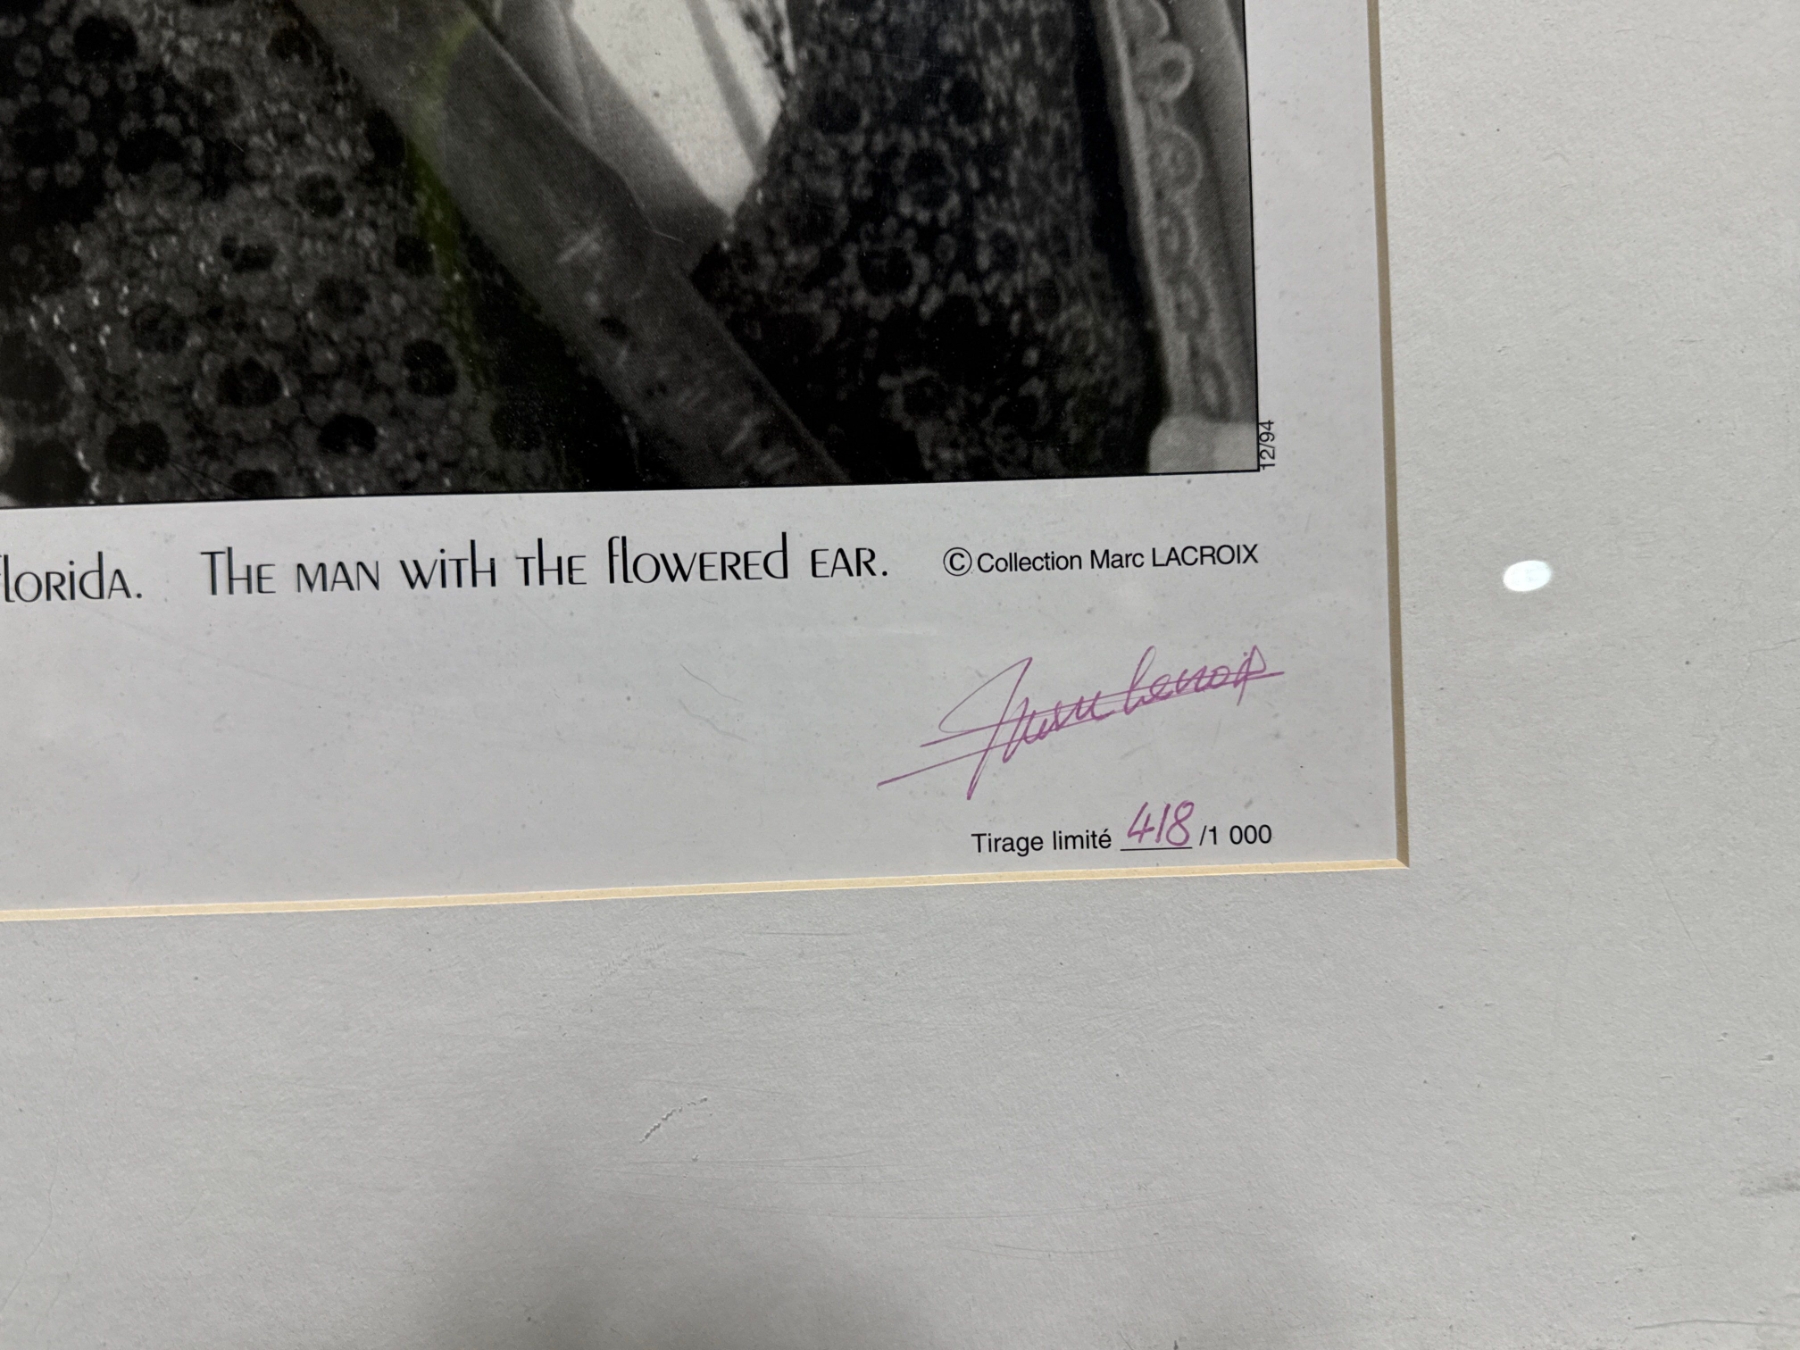 12/94
lorida. The man with the flowered ear. ©Collection Marc LACROIX
Tirage limité 418 /1 000